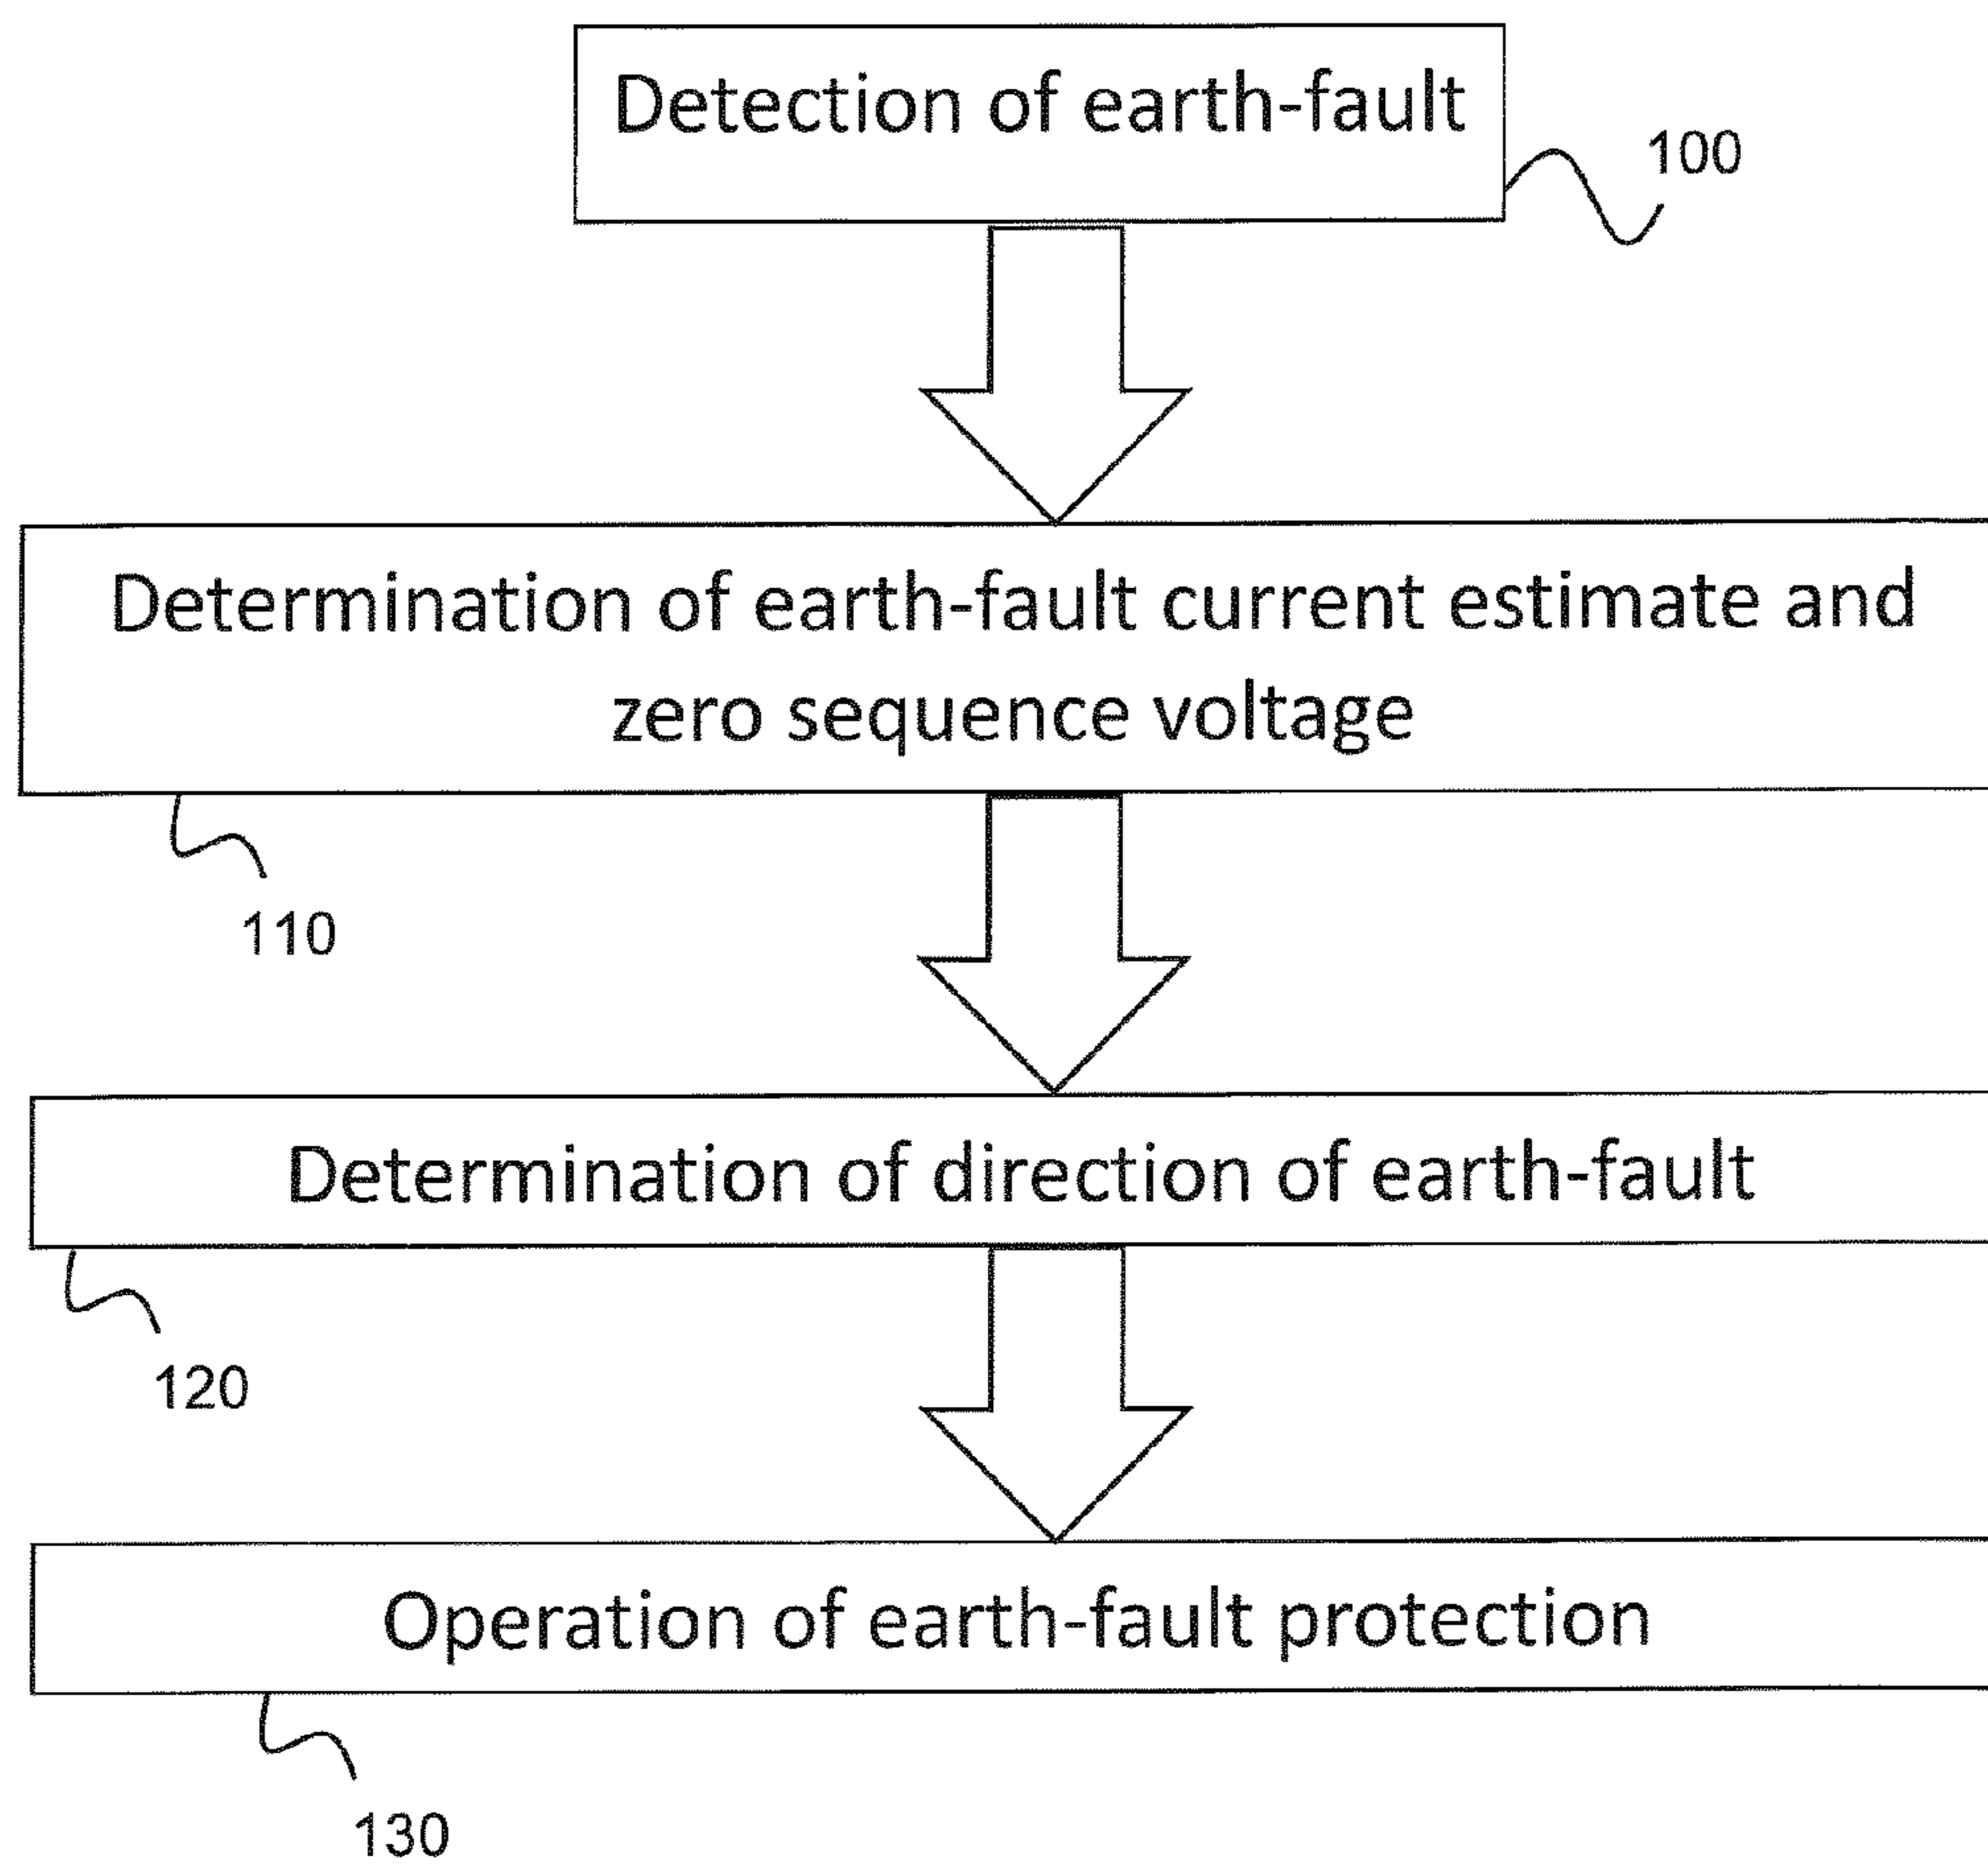 Detection of earth-fault
100
Determination of earth-fault current estimate and
zero sequence voltage
110
Determination of direction of earth-fault
120
Operation of earth-fault protection
130